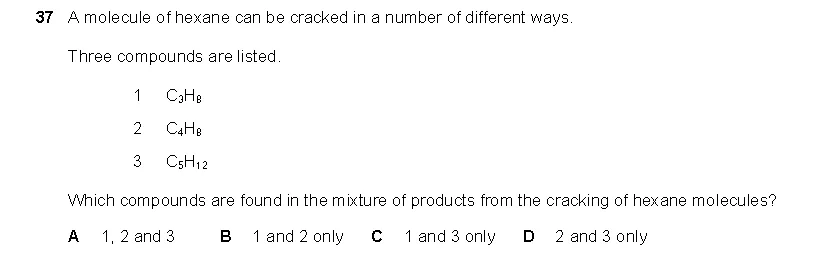 37 A molecule of hexane can be cracked in a number of different ways.
Three compounds are listed.
1 C₃H₈
2 C₄H₈
3 C₅H₁₂
Which compounds are found in the mixture of products from the cracking of hexane molecules?
A 1, 2 and 3 B 1 and 2 only C 1 and 3 only D 2 and 3 only